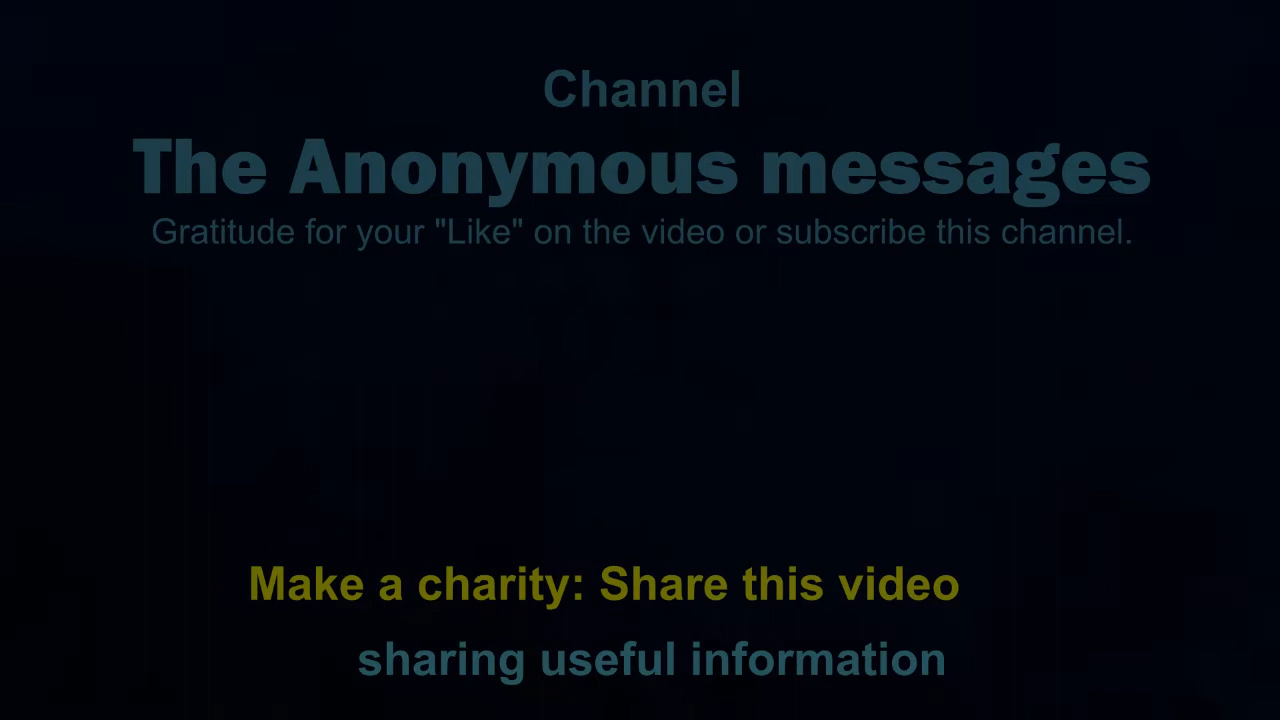 Channel
The Anonymous messages
Gratitude for your "Like" on the video or subscribe this channel.
Make a charity: Share this video
sharing useful information